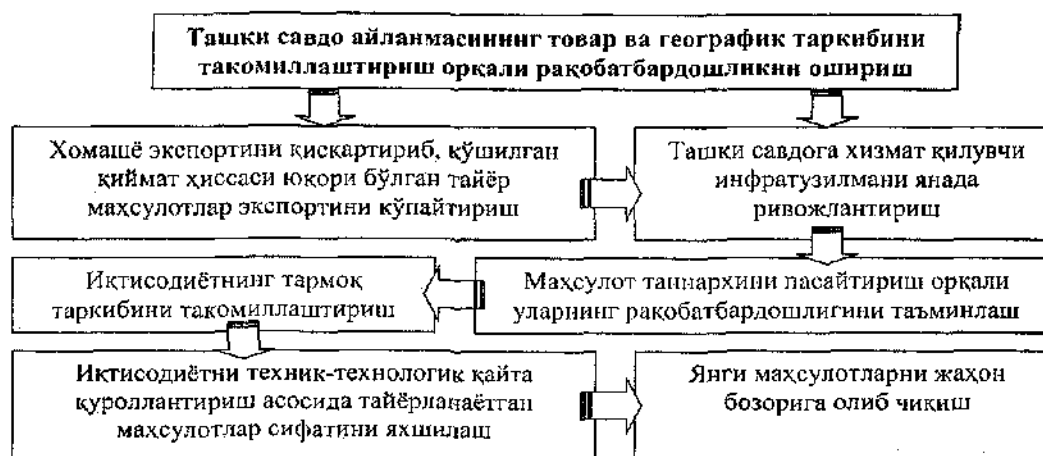 Ташки савдо айланмасининг товар ва географик таркибини
такомиллаштириш орқали рақобатбардошликни ошириш
Хомашё экспортини қисқартириб, қўшилган
қиймат ҳиссаси юқори бўлган тайёр
маҳсулотлар экспортини кўпайтириш
Ташки савдога хизмат қилувчи
инфратузилмани янада
ривожлантириш
Маҳсулот таннархини пасайтириш орқали
уларнинг рақобатбардошлигини таъминлаш
Иқтисодиётнинг тармоқ
таркибини такомиллаштириш
Иқтисодиётни техник-технологик қайта
қуроллантириш асосида тайёрланаётган
маҳсулотлар сифатини яхшилаш
Янги маҳсулотларни жаҳон
бозорига олиб чиқиш